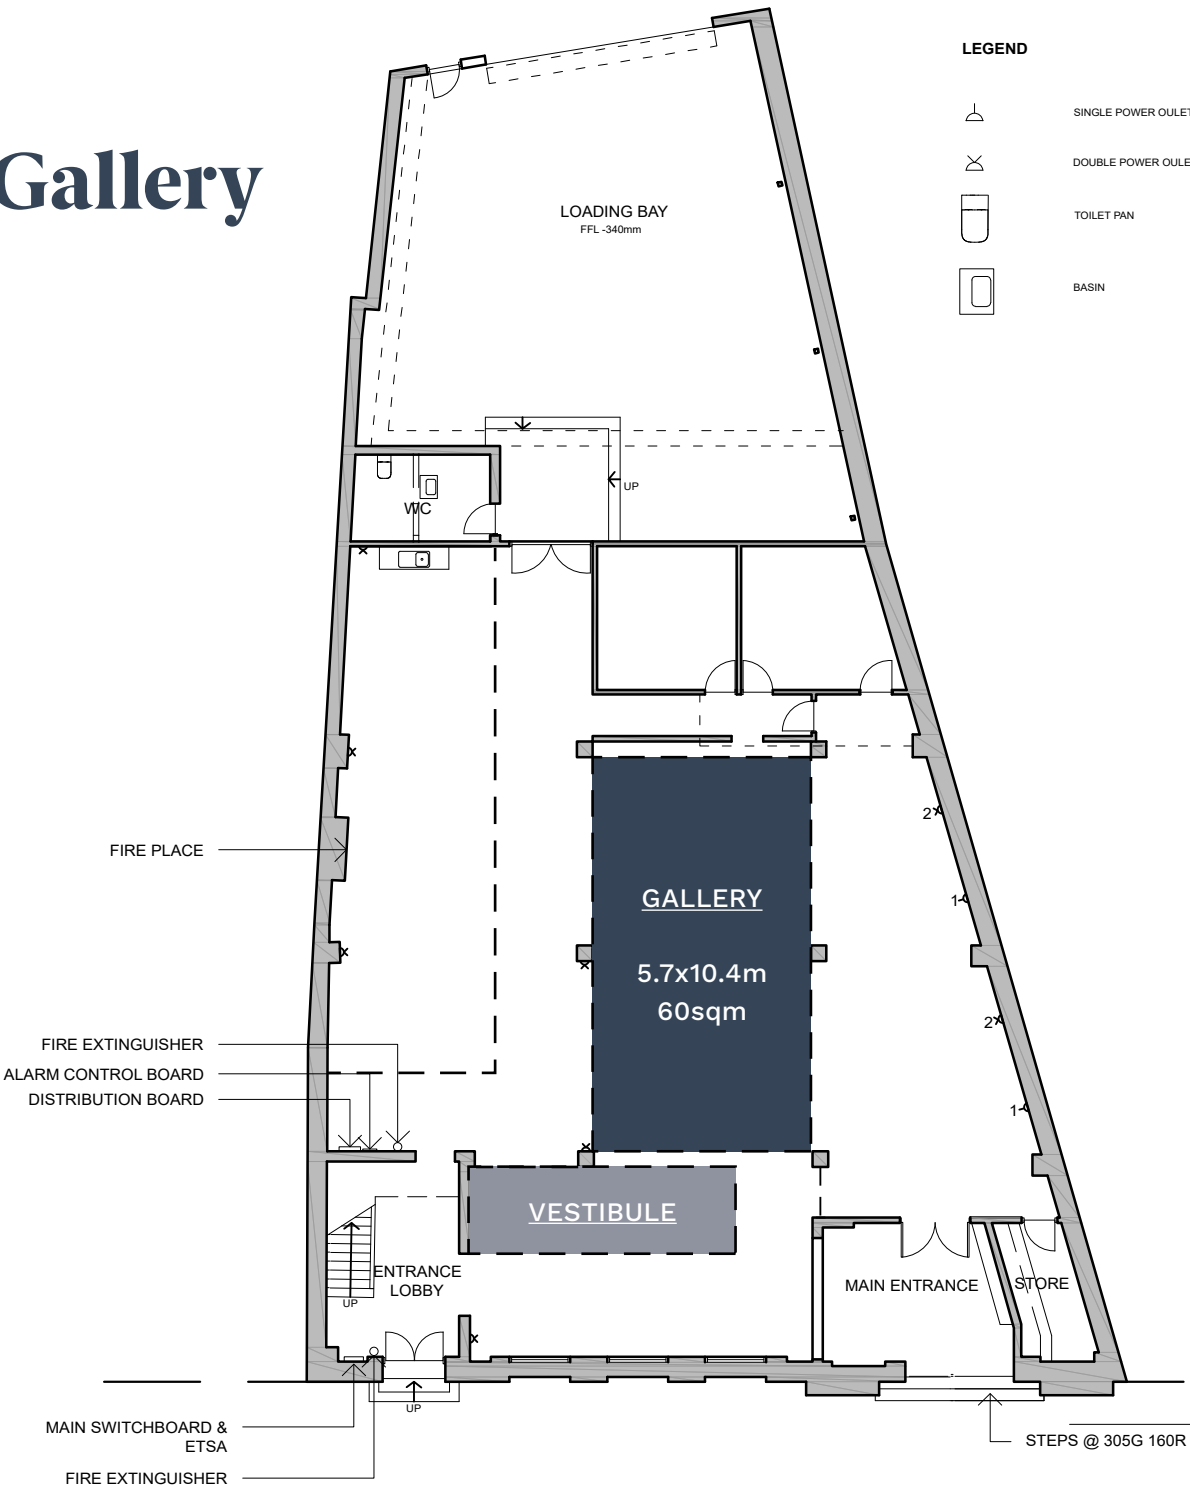 Gallery
LEGEND
SINGLE POWER OULET
DOUBLE POWER OULE
TOILET PAN
BASIN
LOADING BAY
FFL -340mm
UP
WC
2
FIRE PLACE
GALLERY
1
5.7x10.4m
60sqm
2
FIRE EXTINGUISHER
ALARM CONTROL BOARD
DISTRIBUTION BOARD
1
VESTIBULE
ENTRANCE
LOBBY
MAIN ENTRANCE
STORE
UP
UP
MAIN SWITCHBOARD &
ETSA
STEPS @ 305G 160R
FIRE EXTINGUISHER